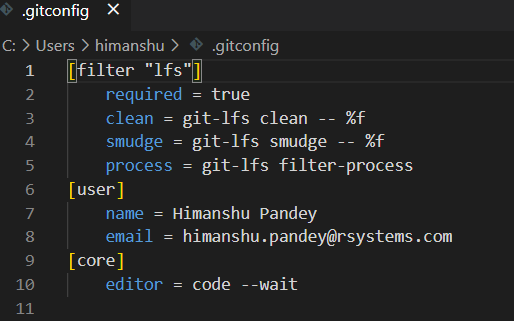 .gitconfig ×
C: > Users > himanshu > .gitconfig
1 [filter "lfs"]
2 required = true
3 clean = git-lfs clean -- %f
4 smudge = git-lfs smudge -- %f
5 process = git-lfs filter-process
6 [user]
7 name = Himanshu Pandey
8 email = himanshu.pandey@rsystems.com
9 [core]
10 editor = code --wait
11